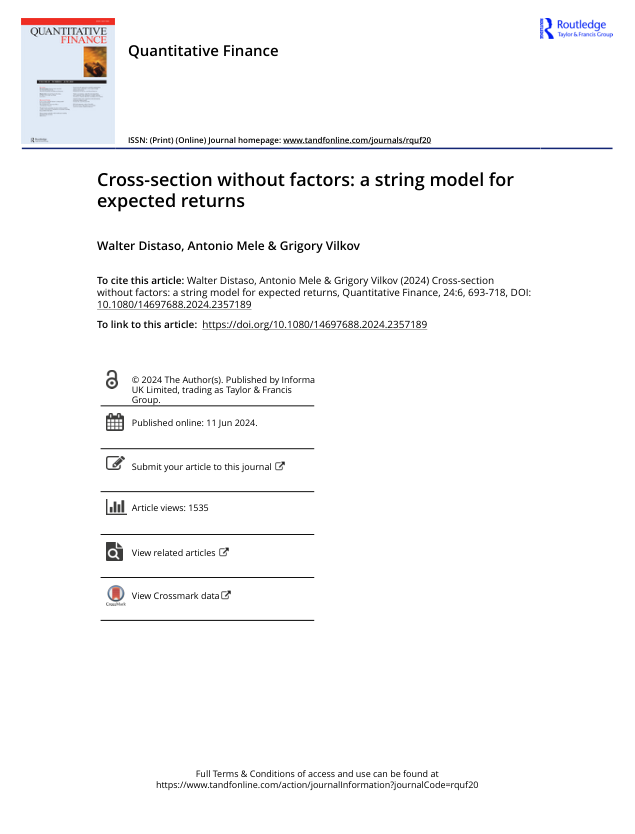 QUANTITATIVE
FINANCE
Routledge
Taylor & Francis Group
Quantitative Finance
ISSN: (Print) (Online) Journal homepage: www.tandfonline.com/journals/rquf20
Cross-section without factors: a string model for
expected returns
Walter Distaso, Antonio Mele & Grigory Vilkov
To cite this article: Walter Distaso, Antonio Mele & Grigory Vilkov (2024) Cross-section
without factors: a string model for expected returns, Quantitative Finance, 24:6, 693-718, DOI:
10.1080/14697688.2024.2357189
To link to this article: https://doi.org/10.1080/14697688.2024.2357189
© 2024 The Author(s). Published by Informa
UK Limited, trading as Taylor & Francis
Group.
Published online: 11 Jun 2024.
Submit your article to this journal
Article views: 1535
View related articles
View Crossmark data
CrossMark
Full Terms & Conditions of access and use can be found at
https://www.tandfonline.com/action/journalInformation?journalCode=rquf20